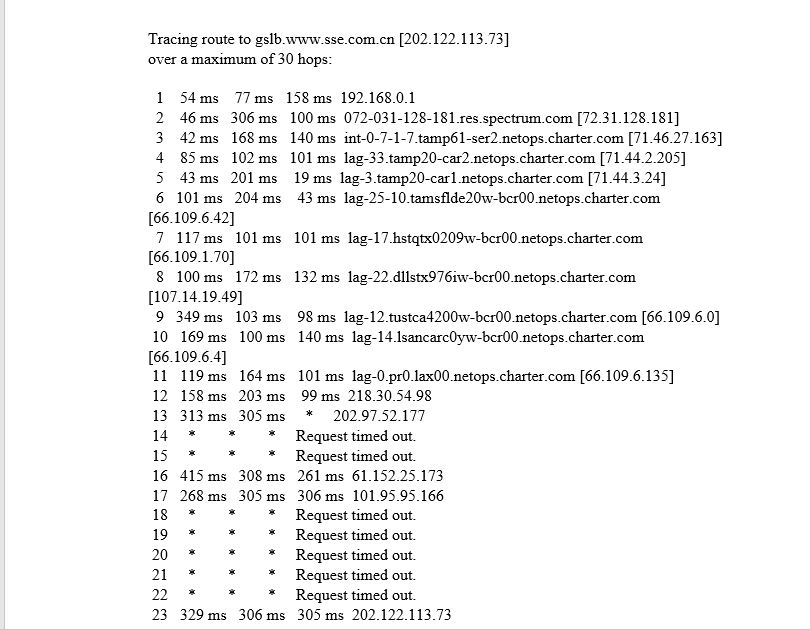 Tracing route to gslb.www.sse.com.cn [202.122.113.73]
over a maximum of 30 hops:
1 54 ms 77 ms 158 ms 192.168.0.1
2 46 ms 306 ms 100 ms 072-031-128-181.res.spectrum.com [72.31.128.181]
3 42 ms 168 ms 140 ms int-0-7-1-7.tamp61-ser2.netops.charter.com [71.46.27.163]
4 85 ms 102 ms 101 ms lag-33.tamp20-car2.netops.charter.com [71.44.2.205]
5 43 ms 201 ms 19 ms lag-3.tamp20-car1.netops.charter.com [71.44.3.24]
6 101 ms 204 ms 43 ms lag-25-10.tamsflde20w-bcr00.netops.charter.com
[66.109.6.42]
7 117 ms 101 ms 101 ms lag-17.hstqtx0209w-bcr00.netops.charter.com
[66.109.1.70]
8 100 ms 172 ms 132 ms lag-22.dllstx976iw-bcr00.netops.charter.com
[107.14.19.49]
9 349 ms 103 ms 98 ms lag-12.tustca4200w-bcr00.netops.charter.com [66.109.6.0]
10 169 ms 100 ms 140 ms lag-14.lsancarc0yw-bcr00.netops.charter.com
[66.109.6.4]
11 119 ms 164 ms 101 ms lag-0.pr0.lax00.netops.charter.com [66.109.6.135]
12 158 ms 203 ms 99 ms 218.30.54.98
13 313 ms 305 ms * 202.97.52.177
14 * * * Request timed out.
15 * * * Request timed out.
16 415 ms 308 ms 261 ms 61.152.25.173
17 268 ms 305 ms 306 ms 101.95.95.166
18 * * * Request timed out.
19 * * * Request timed out.
20 * * * Request timed out.
21 * * * Request timed out.
22 * * * Request timed out.
23 329 ms 306 ms 305 ms 202.122.113.73